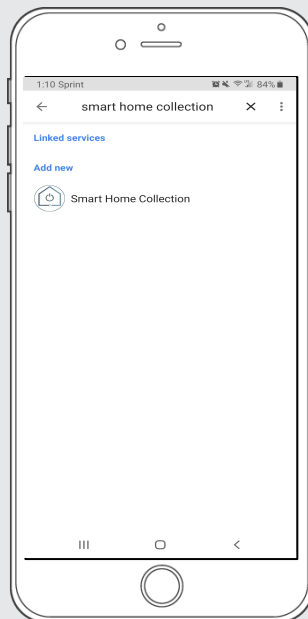 1:10 Sprint 84%
smart home collection
Linked services
Add new
Smart Home Collection